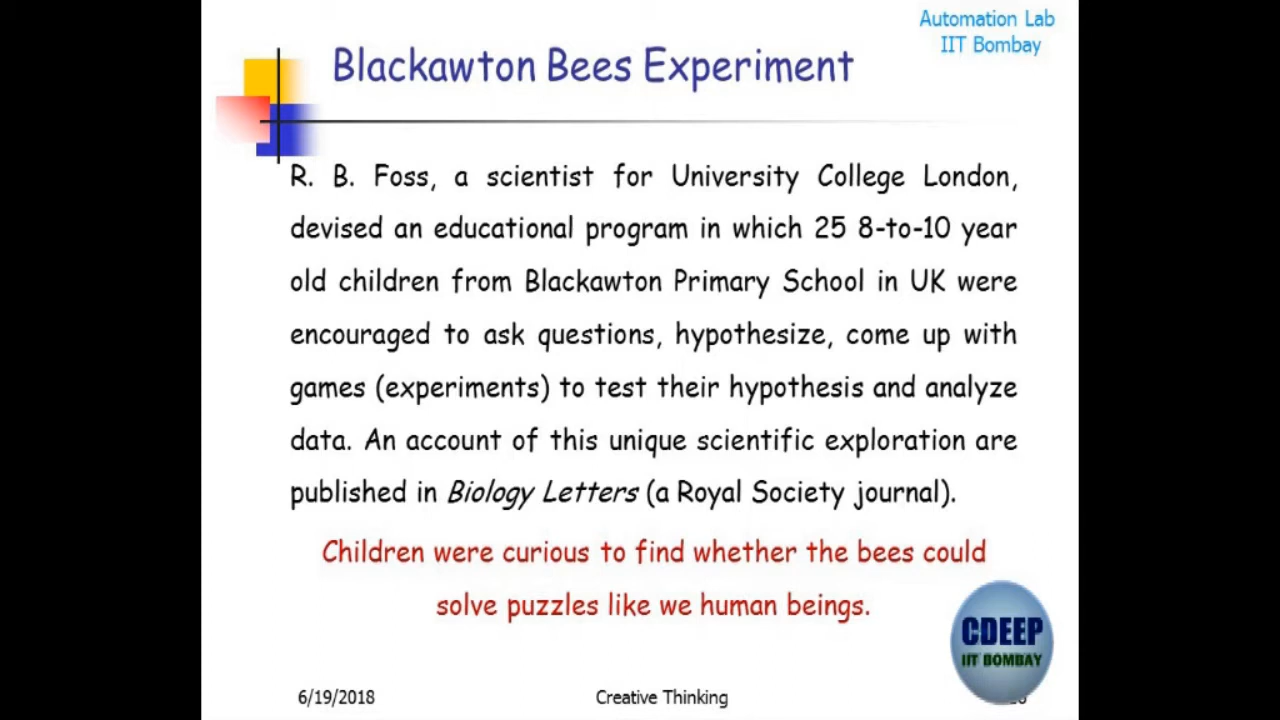 Automation Lab
IIT Bombay
Blackawton Bees Experiment
R. B. Foss, a scientist for University College London,
devised an educational program in which 25 8-to-10 year
old children from Blackawton Primary School in UK were
encouraged to ask questions, hypothesize, come up with
games (experiments) to test their hypothesis and analyze
data. An account of this unique scientific exploration are
published in Biology Letters (a Royal Society journal).
Children were curious to find whether the bees could
solve puzzles like we human beings.
CDEEP
IIT BOMBAY
6/19/2018
Creative Thinking